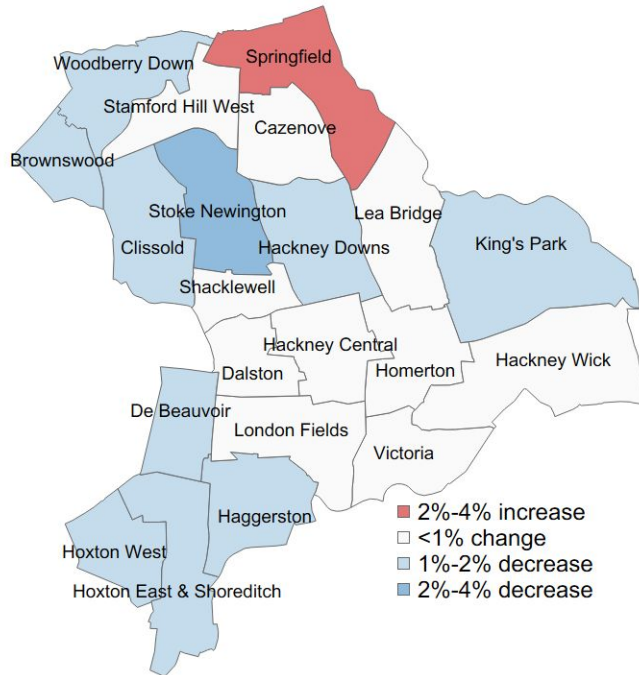 Springfield
Woodberry Down
Stamford Hill West
Cazenove
Brownswood
Stoke Newington
Lea Bridge
Clissold
Hackney Downs
King's Park
Shacklewell
Hackney Central
Hackney Wick
Dalston
Homerton
De Beauvoir
London Fields
Victoria
Haggerston
Hoxton West
Hoxton East & Shoreditch
2%-4% increase
<1% change
1%-2% decrease
2%-4% decrease